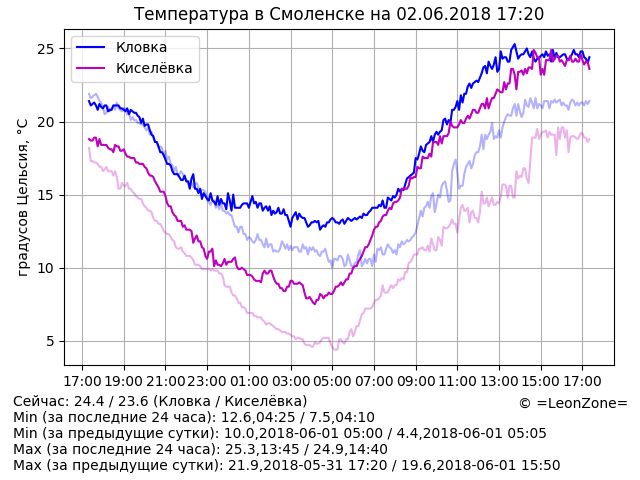 Температура в Смоленске на 02.06.2018 17:20
Кловка
Киселёвка
градусов Цельсия, °C
25
20
15
10
5
17:00 19:00 21:00 23:00 01:00 03:00 05:00 07:00 09:00 11:00 13:00 15:00 17:00
Сейчас: 24.4 / 23.6 (Кловка / Киселёвка)
© =LeonZone=
Min (за последние 24 часа): 12.6,04:25 / 7.5,04:10
Min (за предыдущие сутки): 10.0,2018-06-01 05:00 / 4.4,2018-06-01 05:05
Max (за последние 24 часа): 25.3,13:45 / 24.9,14:40
Max (за предыдущие сутки): 21.9,2018-05-31 17:20 / 19.6,2018-06-01 15:50